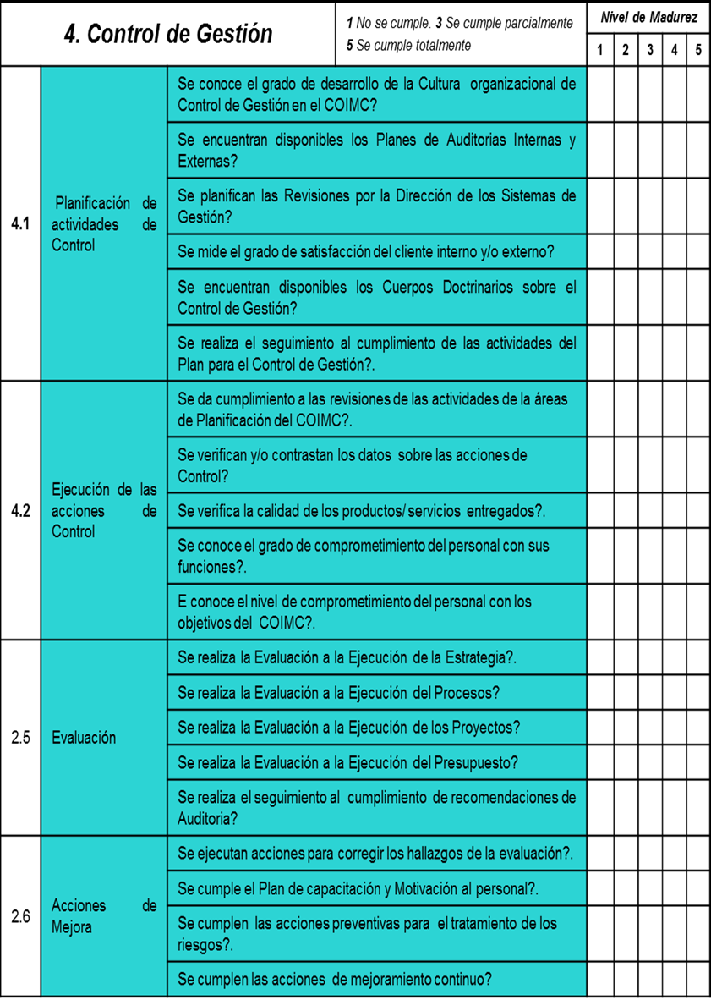 4. Control de Gestión
1 No se cumple. 3 Se cumple parcialmente
5 Se cumple totalmente
Nivel de Madurez
1 2 3 4 5
4.1
Planificación de
actividades de
Control
Se conoce el grado de desarrollo de la Cultura organizacional de
Control de Gestión en el COIMC?
Se encuentran disponibles los Planes de Auditorias Internas y
Externas?
Se planifican las Revisiones por la Dirección de los Sistemas de
Gestión?
Se mide el grado de satisfacción del cliente interno y/o externo?
Se encuentran disponibles los Cuerpos Doctrinarios sobre el
Control de Gestión?
Se realiza el seguimiento al cumplimiento de las actividades del
Plan para el Control de Gestión?.
4.2
Ejecución de las
acciones de
Control
Se da cumplimiento a las revisiones de las actividades de la áreas
de Planificación del COIMC?.
Se verifican y/o contrastan los datos sobre las acciones de
Control?
Se verifica la calidad de los productos/ servicios entregados?.
Se conoce el grado de comprometimiento del personal con sus
funciones?.
E conoce el nivel de comprometimiento del personal con los
objetivos del COIMC?.
2.5
Evaluación
Se realiza la Evaluación a la Ejecución de la Estrategia?.
Se realiza la Evaluación a la Ejecución del Procesos?
Se realiza la Evaluación a la Ejecución de los Proyectos?
Se realiza la Evaluación a la Ejecución del Presupuesto?
Se realiza el seguimiento al cumplimiento de recomendaciones de
Auditoria?
2.6
Acciones de
Mejora
Se ejecutan acciones para corregir los hallazgos de la evaluación?.
Se cumple el Plan de capacitación y Motivación al personal?.
Se cumplen las acciones preventivas para el tratamiento de los
riesgos?.
Se cumplen las acciones de mejoramiento continuo?